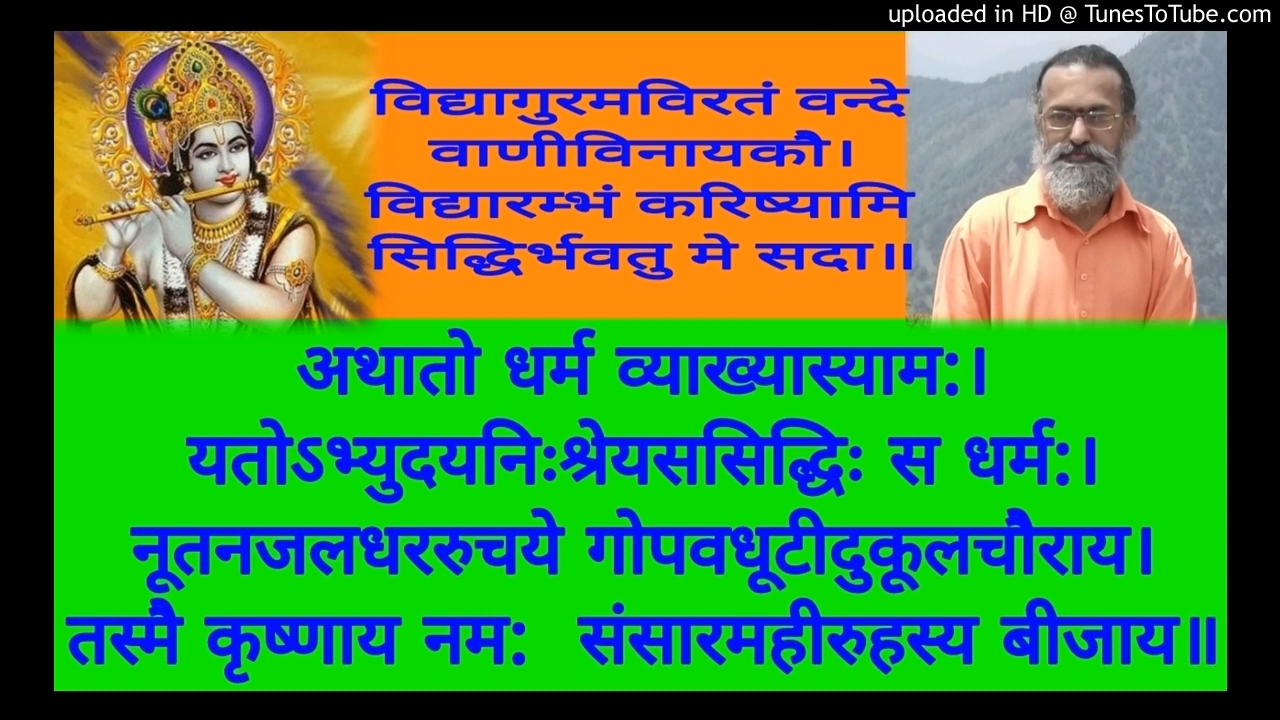 uploaded in HD @ TunesToTube.com
विद्यागुरमविरतं वन्दे
वाणीविनायकौ।
विद्यारम्भं करिष्यामि
सिद्धिर्भवतु मे सदा॥
अथातो धर्म व्याख्यास्याम:।
यतोऽभ्युदयनिःश्रेयससिद्धिः स धर्म:।
नूतनजलधररुचये गोपवधूटीदुकूलचौराय।
तस्मै कृष्णाय नम: संसारमहीरुहस्य बीजाय॥